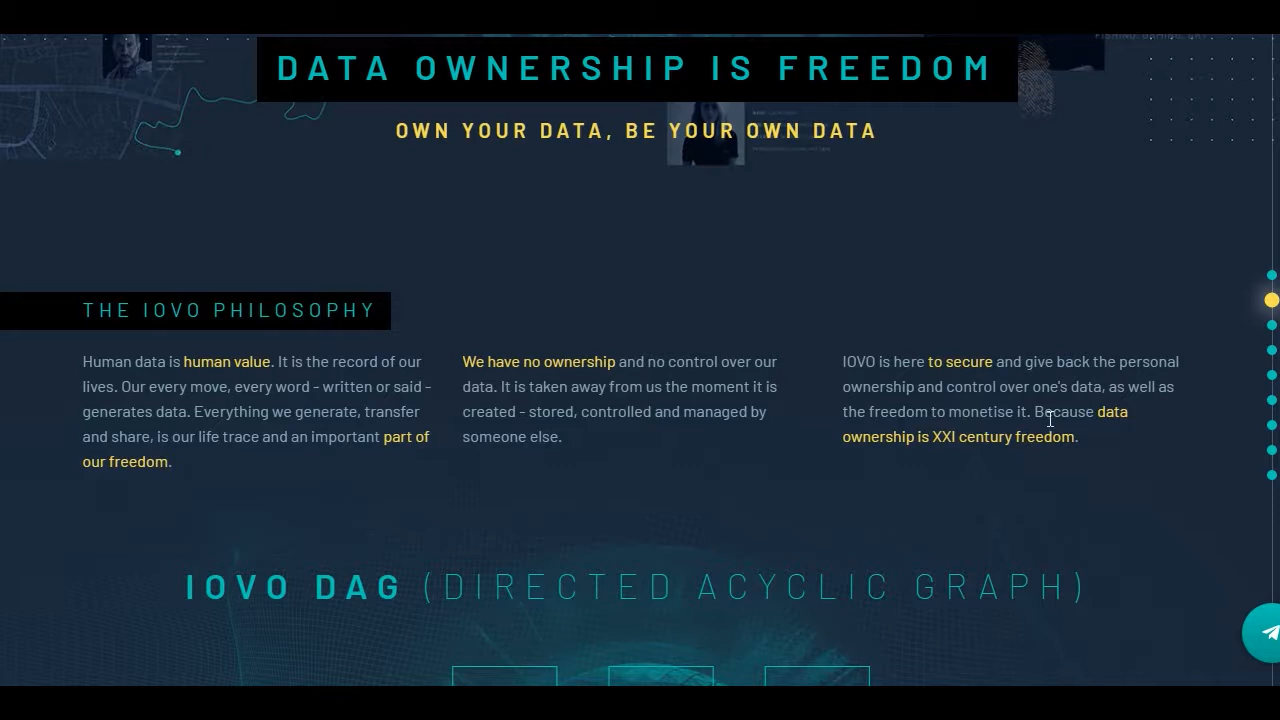 DATA OWNERSHIP IS FREEDOM
OWN YOUR DATA, BE YOUR OWN DATA
THE IOVO PHILOSOPHY
Human data is human value. It is the record of our
lives. Our every move, every word - written or said -
generates data. Everything we generate, transfer
and share, is our life trace and an important part of
our freedom.
We have no ownership and no control over our
data. It is taken away from us the moment it is
created - stored, controlled and managed by
someone else.
IOVO is here to secure and give back the personal
ownership and control over one's data, as well as
the freedom to monetise it. Because data
ownership is XXI century freedom.
IOVO DAG (DIRECTED ACYCLIC GRAPH)